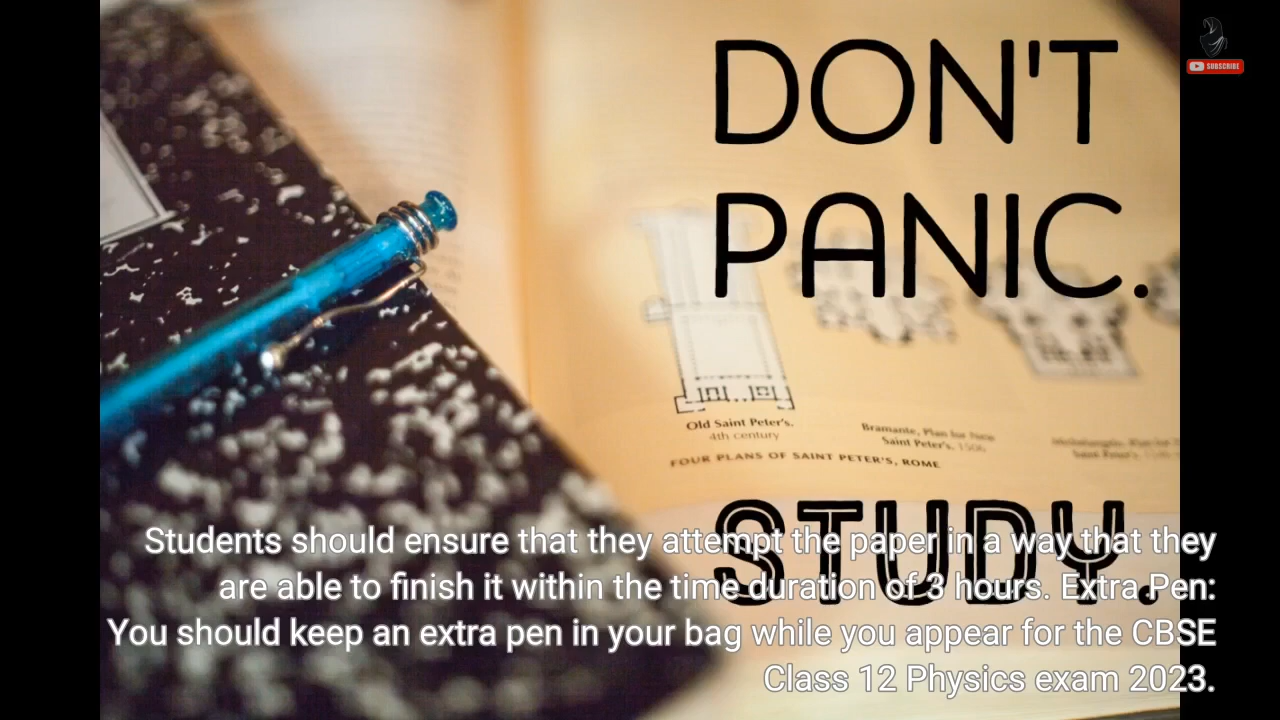 DON'T
PANIC.
SUBSCRIBE
Old Saint Peter's.
4th century
Bramante, Plan for New
Saint Peter's, 1506
FOUR PLANS OF SAINT PETER'S, ROME
STUDY.
Students should ensure that they attempt the paper in a way that they
are able to finish it within the time duration of 3 hours. Extra Pen:
You should keep an extra pen in your bag while you appear for the CBSE
Class 12 Physics exam 2023.